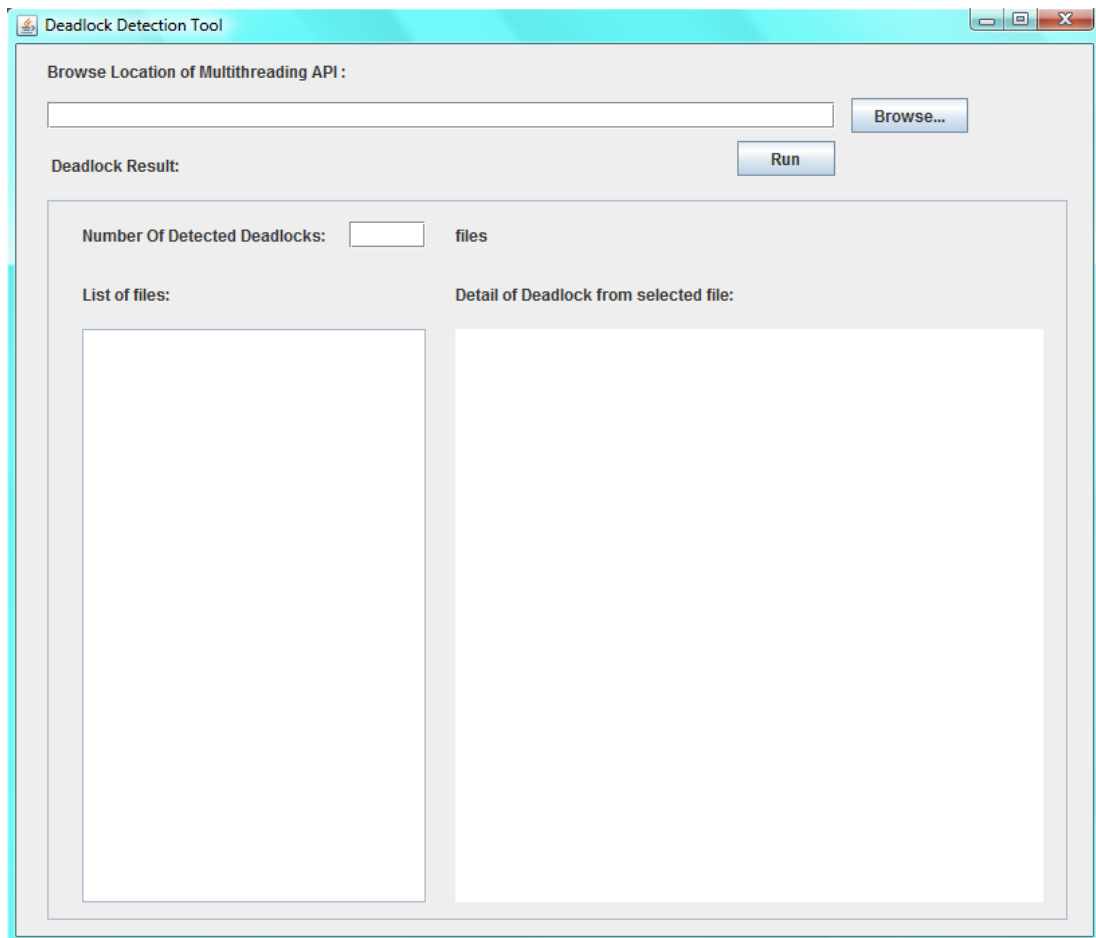 Deadlock Detection Tool
Browse Location of Multithreading API :
Browse...
Run
Deadlock Result:
Number Of Detected Deadlocks: files
List of files: Detail of Deadlock from selected file: